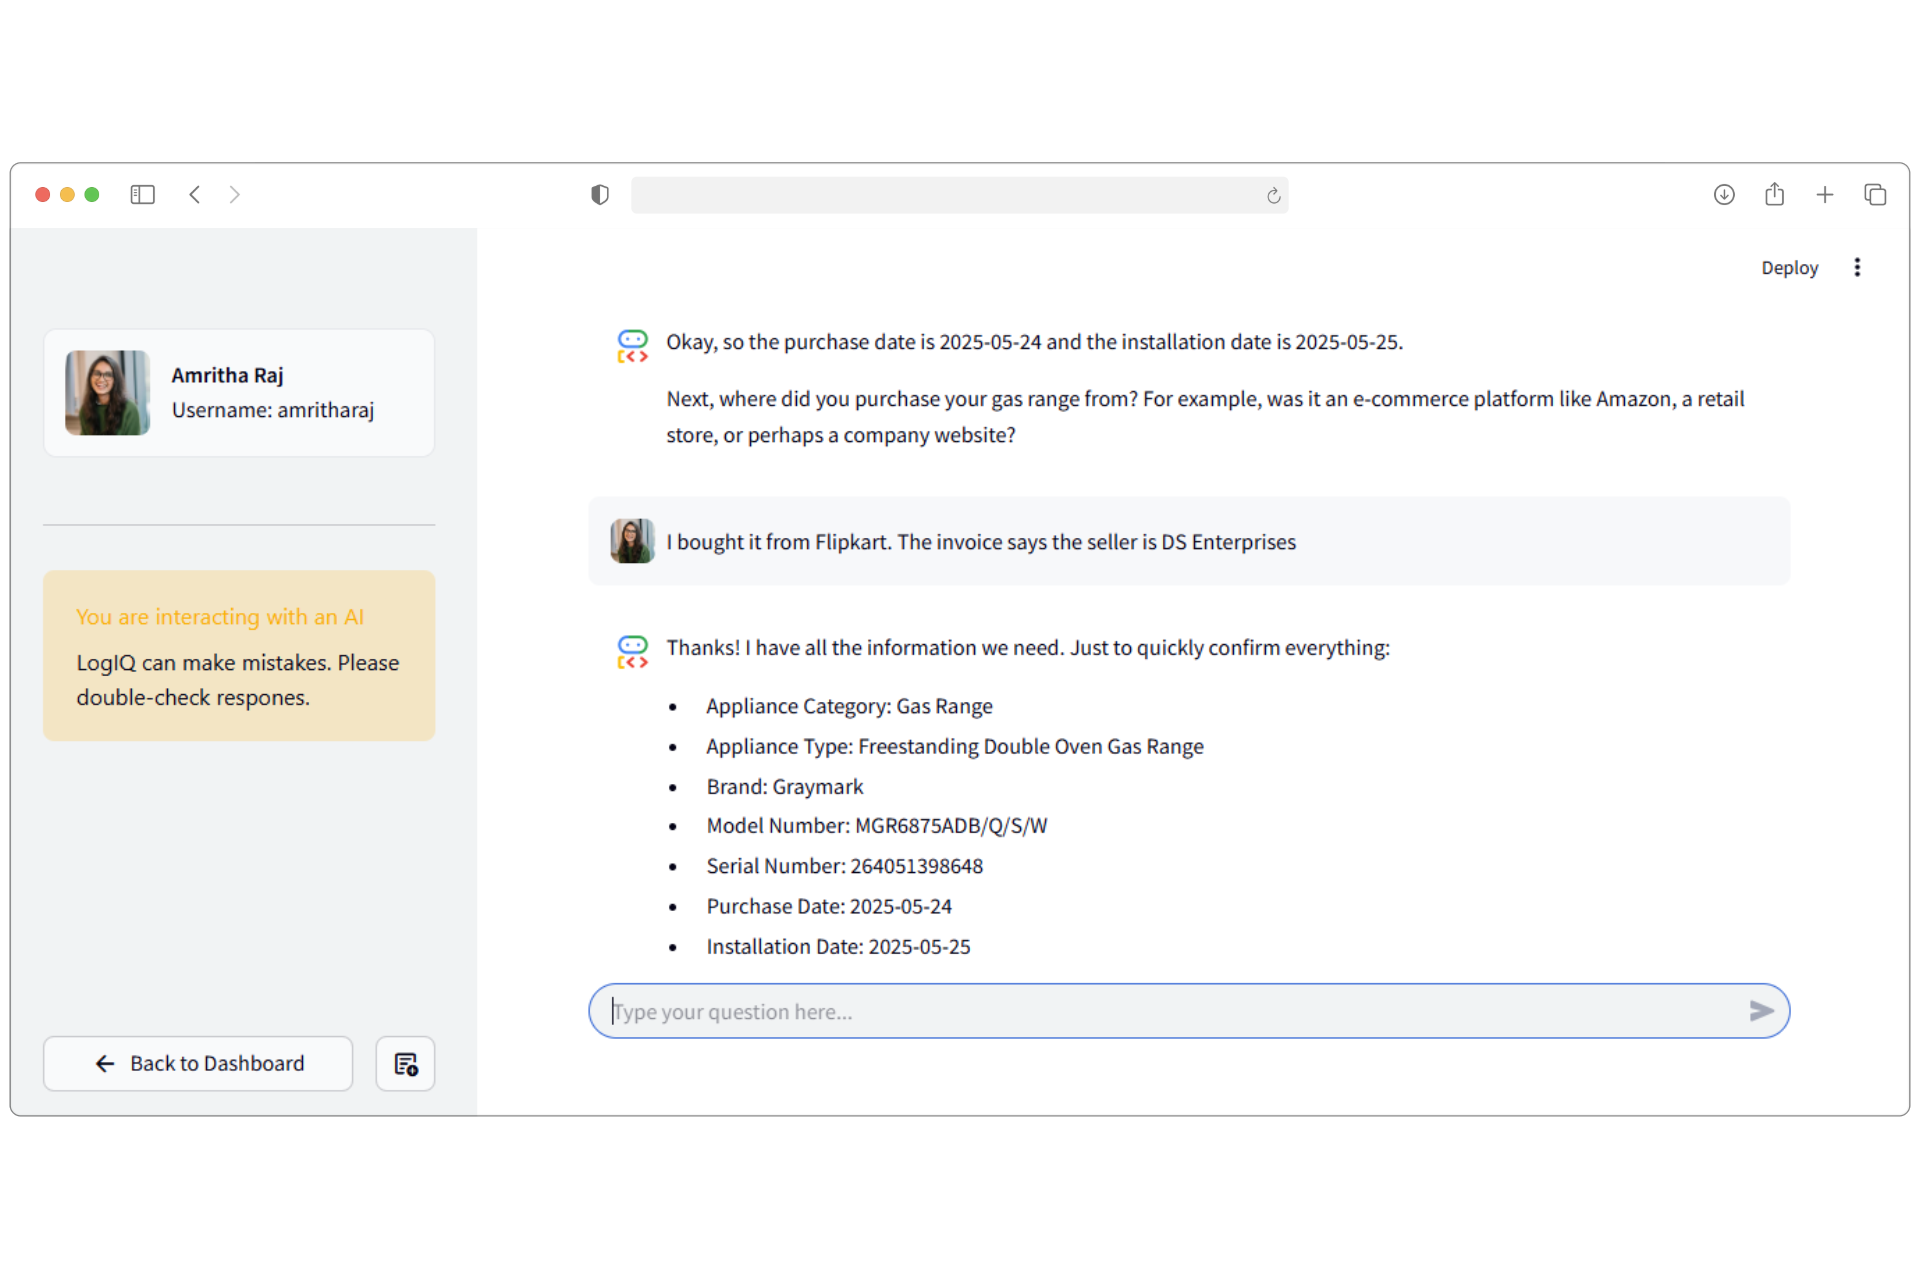 Deploy
Amritha Raj
Username: amritharaj
You are interacting with an AI
LogIQ can make mistakes. Please
double-check respones.
Back to Dashboard
Okay, so the purchase date is 2025-05-24 and the installation date is 2025-05-25.
Next, where did you purchase your gas range from? For example, was it an e-commerce platform like Amazon, a retail
store, or perhaps a company website?
I bought it from Flipkart. The invoice says the seller is DS Enterprises
Thanks! I have all the information we need. Just to quickly confirm everything:
• Appliance Category: Gas Range
• Appliance Type: Freestanding Double Oven Gas Range
• Brand: Graymark
• Model Number: MGR6875ADB/Q/S/W
• Serial Number: 264051398648
• Purchase Date: 2025-05-24
• Installation Date: 2025-05-25
Type your question here...